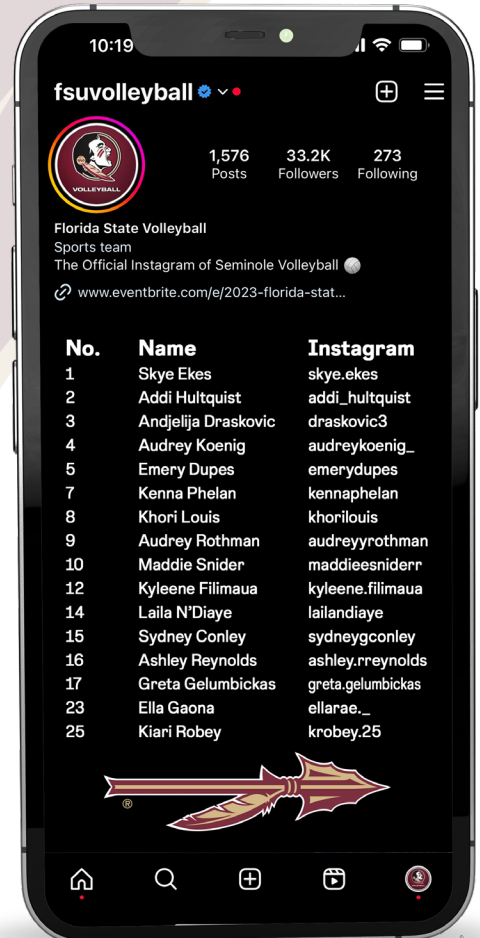 10:19
fsuvolleyball
VOLLEYBALL
1,576 33.2K 273
Posts Followers Following
Florida State Volleyball
Sports team
The Official Instagram of Seminole Volleyball
www.eventbrite.com/e/2023-florida-stat...
No. Name Instagram
1 Skye Ekes skye.ekes
2 Addi Hultquist addi_hultquist
3 Andjelija Draskovic draskovic3
4 Audrey Koenig audreykoenig_
5 Emery Dupes emerydupes
7 Kenna Phelan kennaphelan
8 Khori Louis khorilouis
9 Audrey Rothman audreyyrothman
10 Maddie Snider maddieesniderr
12 Kyleene Filimaua kyleene.filimaua
14 Laila N'Diaye lailandiaye
15 Sydney Conley sydneygconley
16 Ashley Reynolds ashley.rreynolds
17 Greta Gelumbickas greta.gelumbickas
23 Ella Gaona ellarae._
25 Kiari Robey krobey.25
®